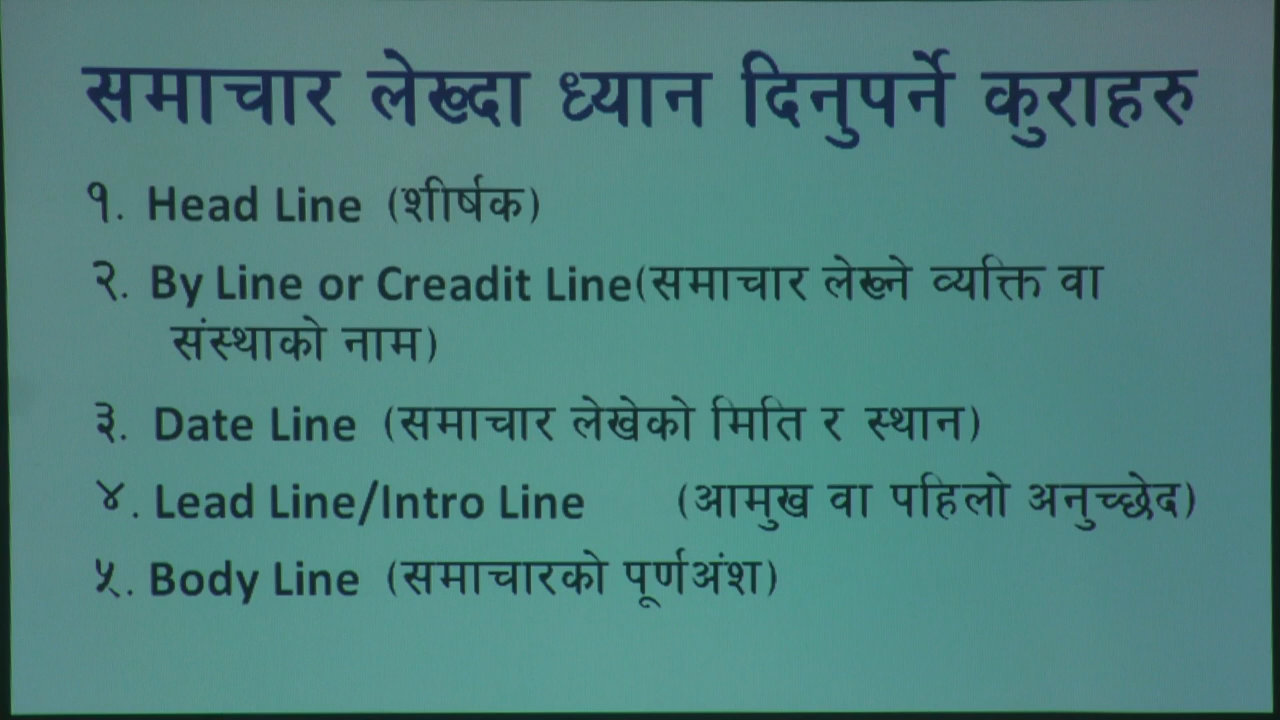 समाचार लेख्दा ध्यान दिनुपर्ने कुराहरु
१. Head Line (शीर्षक)
२. By Line or Creadit Line(समाचार लेख्ने व्यक्ति वा
संस्थाको नाम)
३. Date Line (समाचार लेखेको मिति र स्थान)
४. Lead Line/Intro Line (आमुख वा पहिलो अनुच्छेद)
५. Body Line (समाचारको पूर्णअंश)